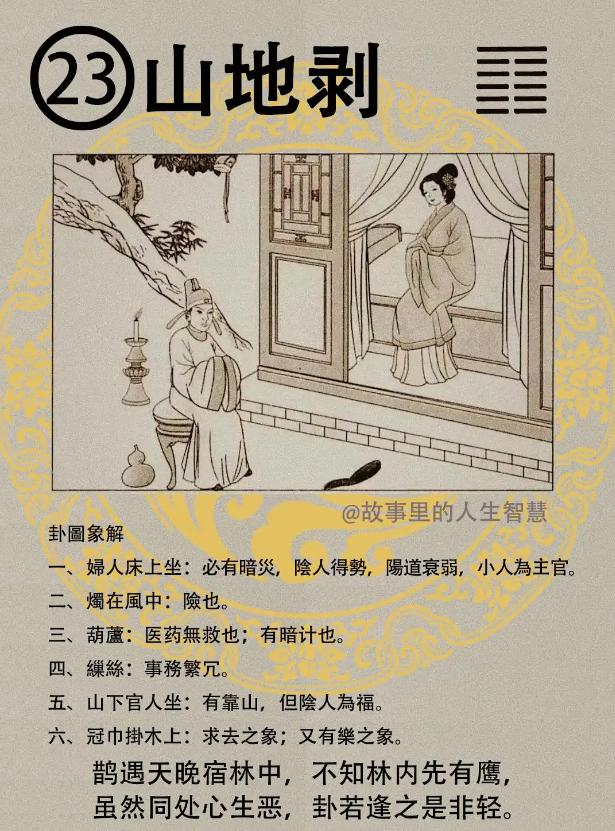 23 山地剥
@故事里的人生智慧
卦圖象解
一、婦人床上坐：必有暗災，陰人得勢，陽道衰弱，小人為主官。
二、燭在風中：險也。
三、葫蘆：医药無救也；有暗计也。
四、繅絲：事務繁冗。
五、山下官人坐：有靠山，但陰人為福。
六、冠巾掛木上：求去之象；又有樂之象。
鹊遇天晚宿林中，不知林内先有鹰，
虽然同处心生恶，卦若逢之是非轻。